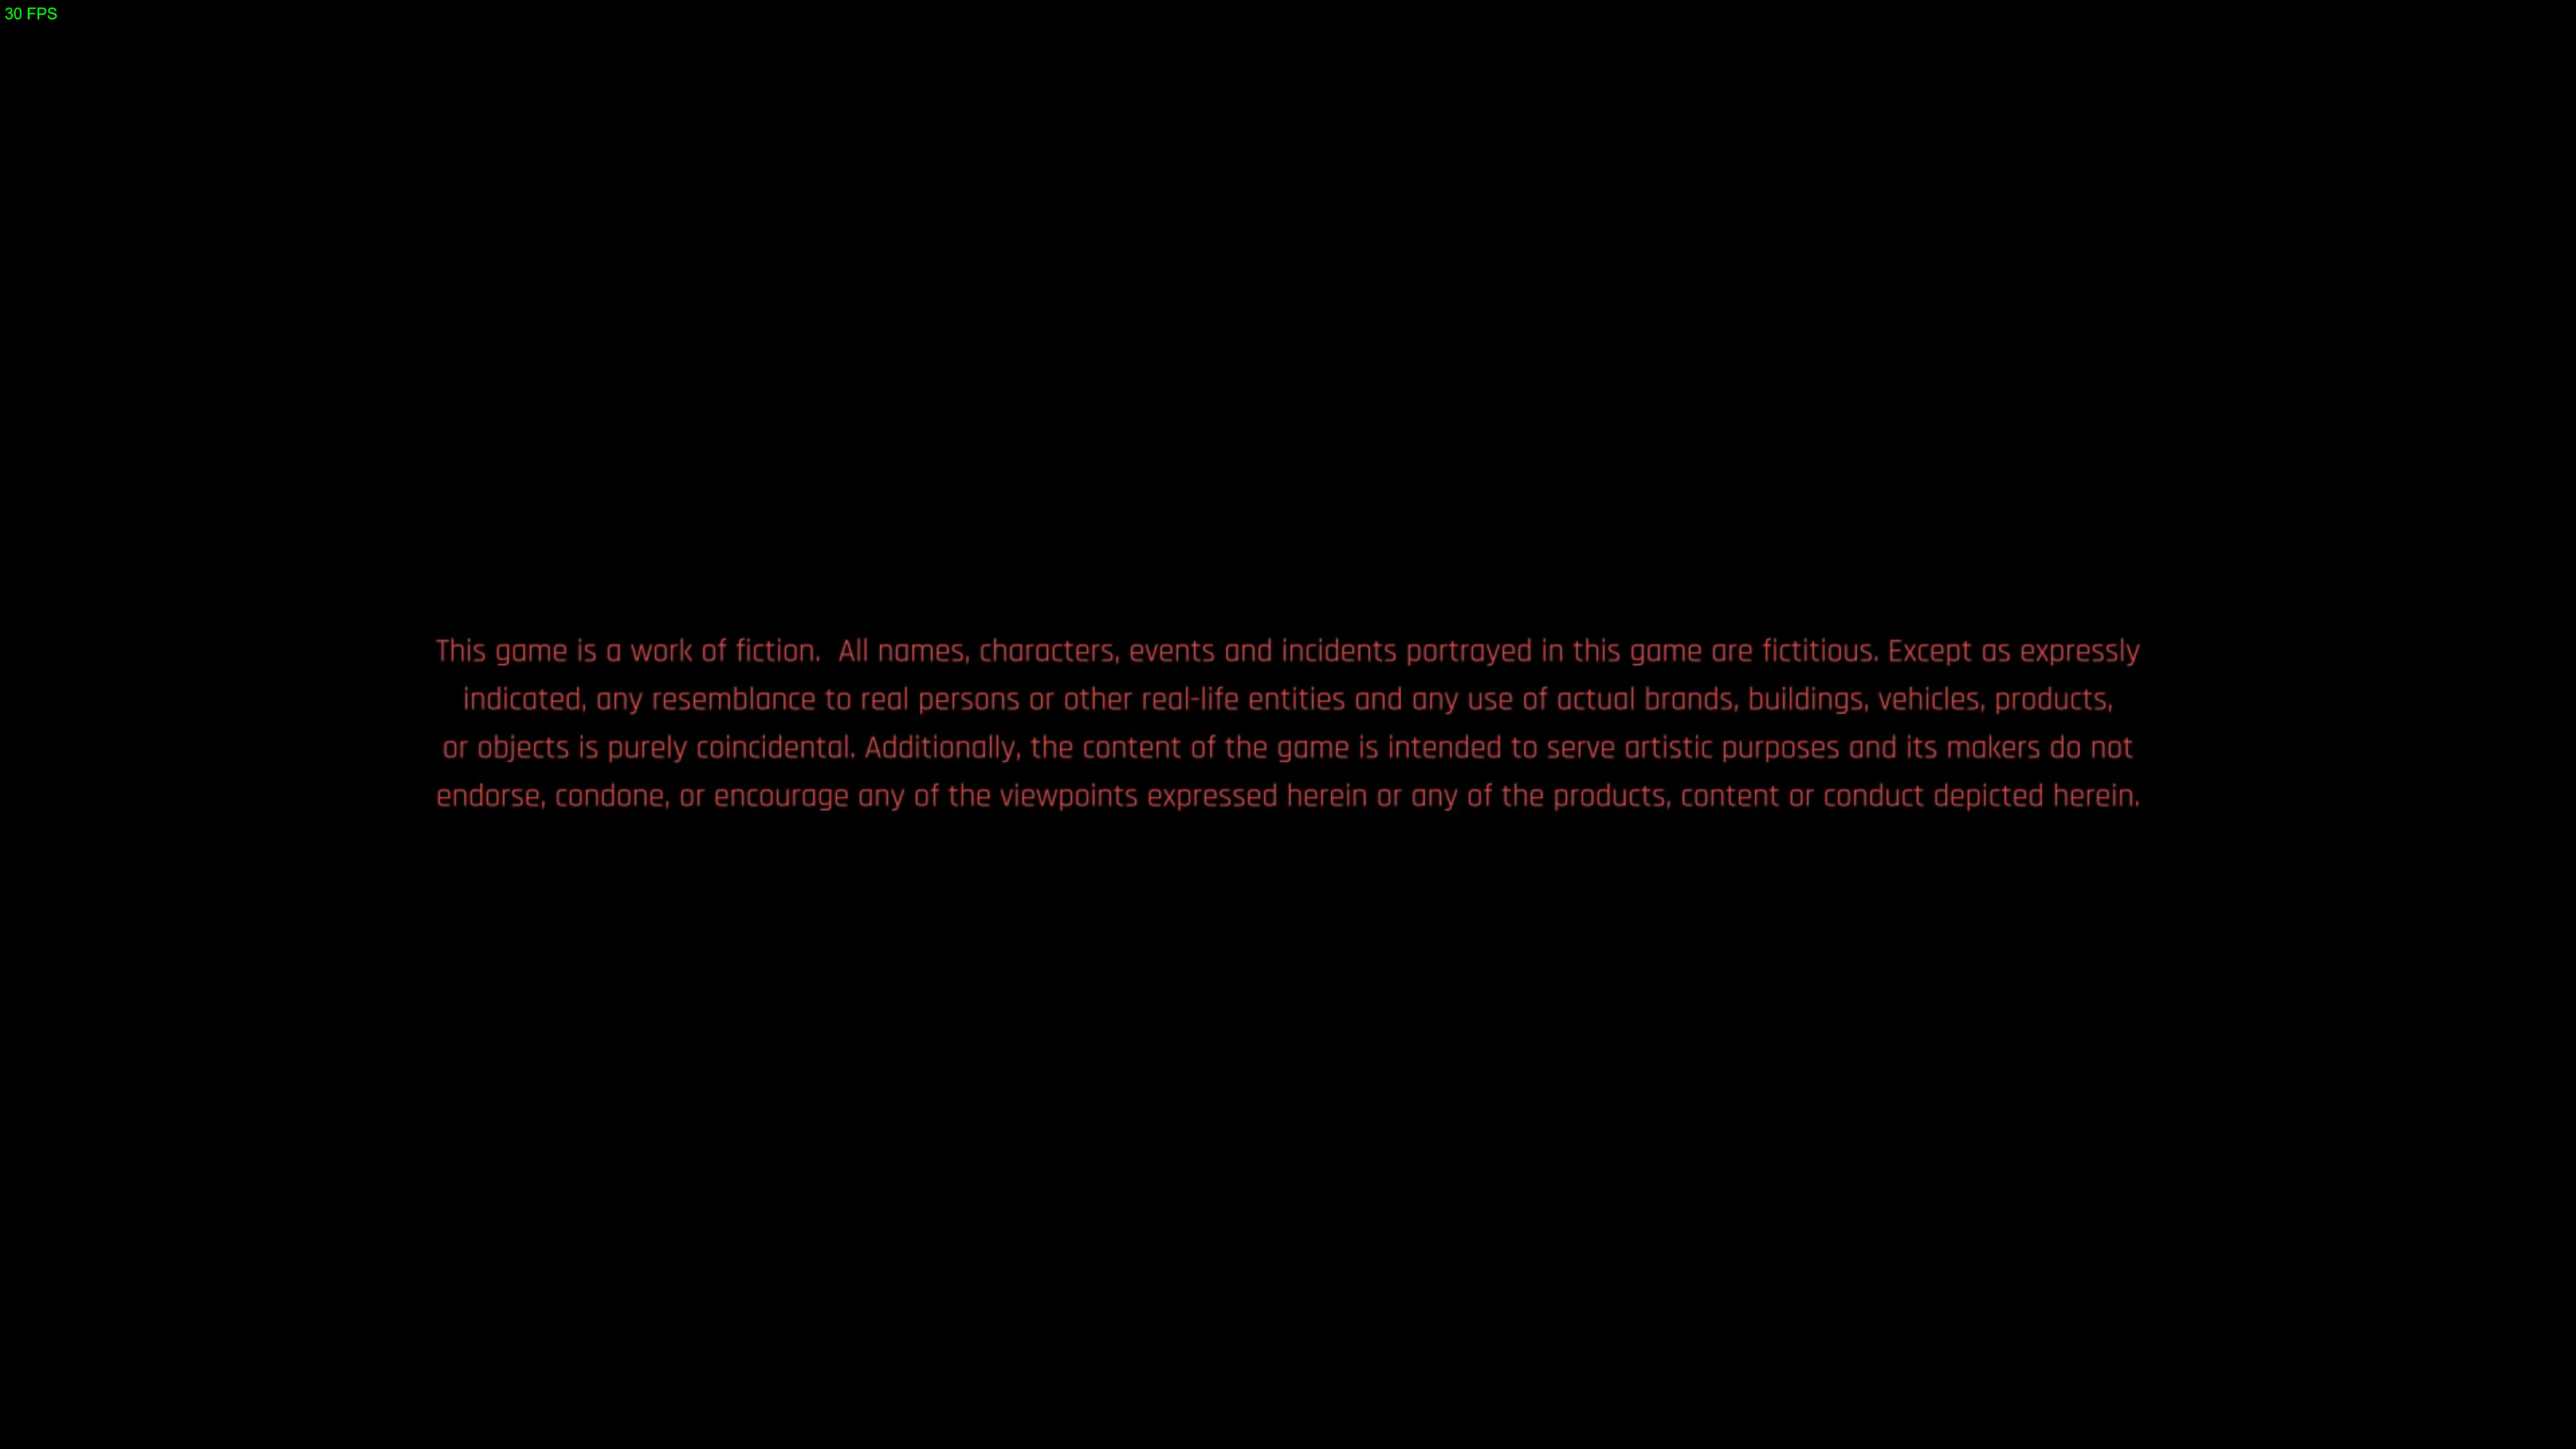 30 FPS
This game is a work of fiction.  All names, characters, events and incidents portrayed in this game are fictitious. Except as expressly
indicated, any resemblance to real persons or other real-life entities and any use of actual brands, buildings, vehicles, products,
or objects is purely coincidental. Additionally, the content of the game is intended to serve artistic purposes and its makers do not
endorse, condone, or encourage any of the viewpoints expressed herein or any of the products, content or conduct depicted herein.